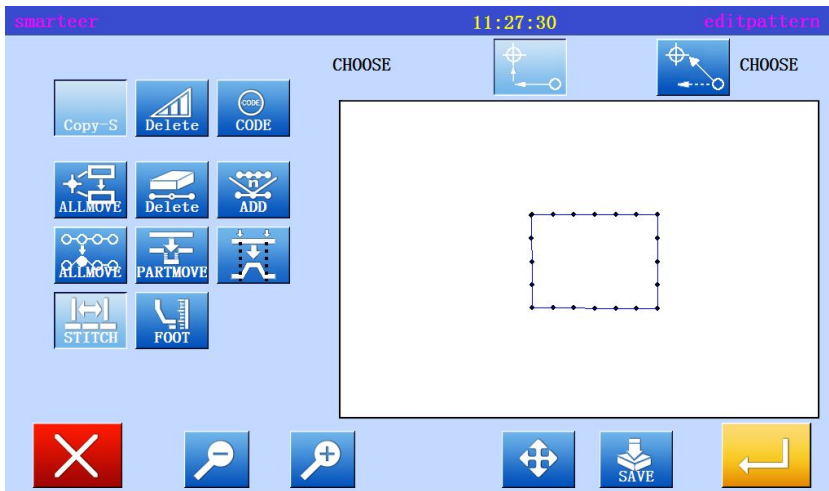 smarteer 11:27:30 editpattern
CHOOSE CHOOSE
Copy-S Delete CODE CODE
ALLMOVE Delete n ADD
ALLMOVE PARTMOVE
STITCH FOOT
SAVE